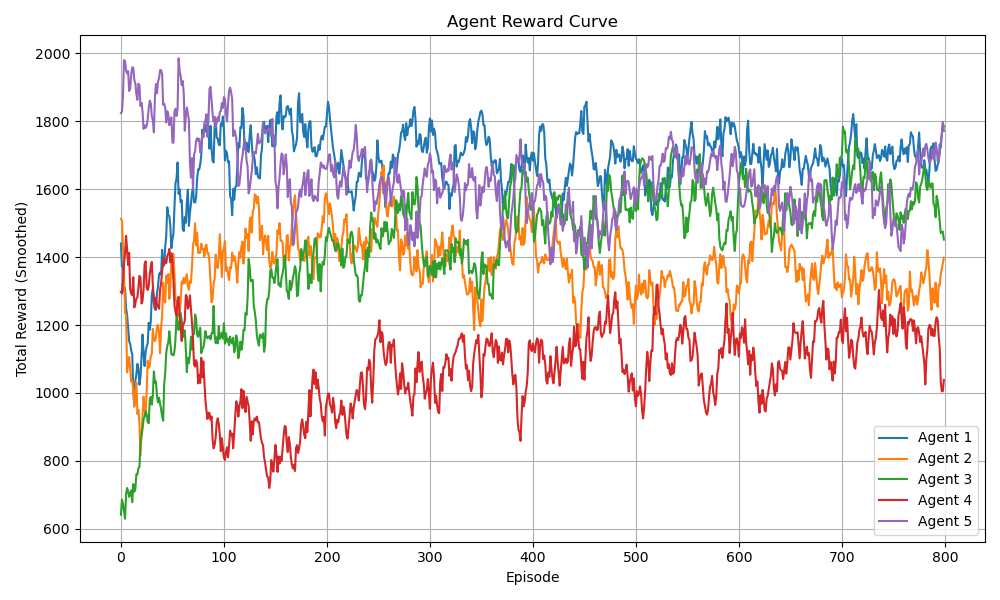 Agent Reward Curve
Total Reward (Smoothed)
2000
1800
1600
1400
1200
1000
800
600
0 100 200 300 400 500 600 700 800
Episode
Agent 1
Agent 2
Agent 3
Agent 4
Agent 5